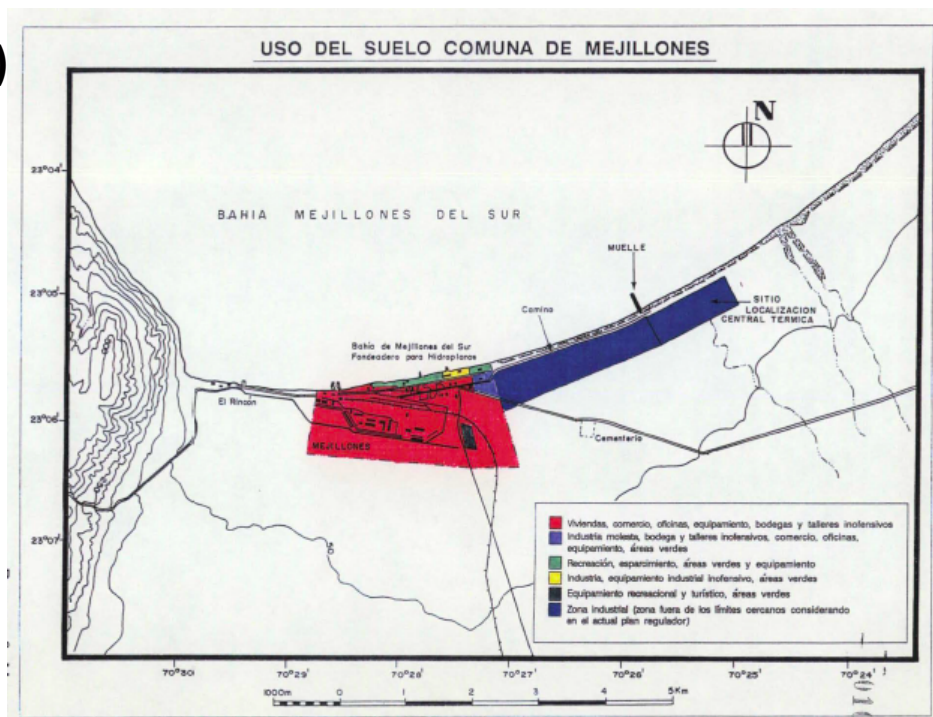 USO DEL SUELO COMUNA DE MEJILLONES
N
23°04'
BAHIA MEJILLONES DEL SUR
MUELLE
23°05'
SITIO
LOCALIZACION
CENTRAL TERMICA
Camino
Bahía de Mejillones del Sur
Fondeadero para Hidroplanos
El Rincón
23°06'
MEJILLONES
Cementerio
23°07'
50
Viviendas, comercio, oficinas, equipamiento, bodegas y talleres inofensivos
Industria molesta, bodega y talleres inofensivos, comercio, oficinas,
equipamiento, áreas verdes
Recreación, esparcimiento, áreas verdes y equipamiento
Industria, equipamiento industrial inofensivo, áreas verdes
Equipamiento recreacional y turístico, áreas verdes
Zona industrial (zona fuera de los límites cercanos considerando
en el actual plan regulador)
70°30' 70°29' 70°28' 70°27' 70°26' 70°25' 70°24'
1000m 0 1 2 3 4 5Km